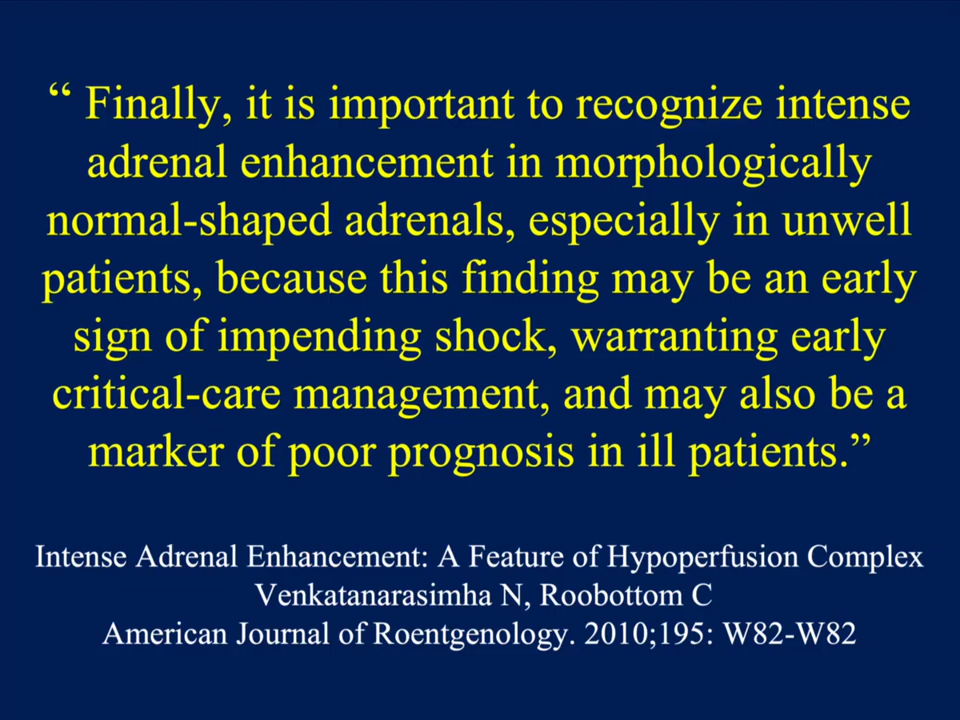 “ Finally, it is important to recognize intense
adrenal enhancement in morphologically
normal-shaped adrenals, especially in unwell
patients, because this finding may be an early
sign of impending shock, warranting early
critical-care management, and may also be a
marker of poor prognosis in ill patients.”
Intense Adrenal Enhancement: A Feature of Hypoperfusion Complex
Venkatanarasimha N, Roobottom C
American Journal of Roentgenology. 2010;195: W82-W82